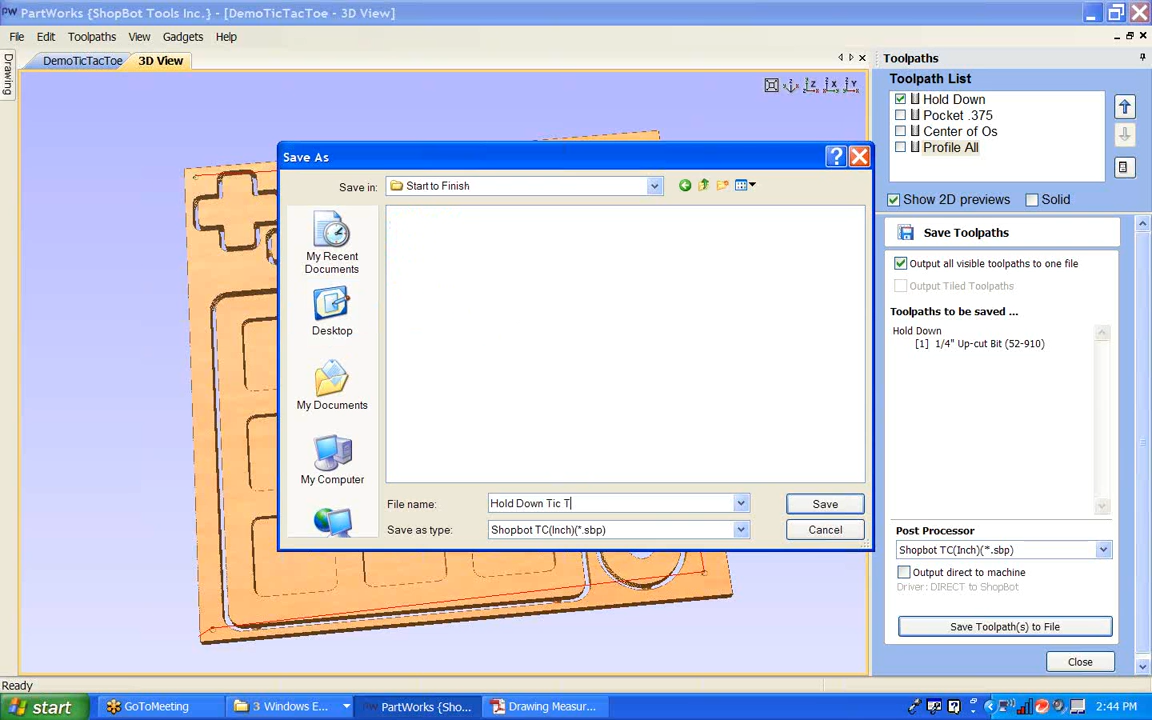 PartWorks {ShopBot Tools Inc.} - [DemoTicTacToe - 3D View]
File Edit Toolpaths View Gadgets Help
Drawing
DemoTicTacToe 3D View
Toolpaths
Toolpath List
Hold Down
Pocket .375
Center of Os
Profile All
Show 2D previews Solid
Save Toolpaths
Output all visible toolpaths to one file
Output Tiled Toolpaths
Toolpaths to be saved ...
Hold Down
[1] 1/4" Up-cut Bit (52-910)
Post Processor
Shopbot TC(Inch)(*.sbp)
Output direct to machine
Driver: DIRECT to ShopBot
Save Toolpath(s) to File
Close
Save As
Save in: Start to Finish
My Recent
Documents
Desktop
My Documents
My Computer
File name: Hold Down Tic T
Save
Save as type: Shopbot TC(Inch)(*.sbp)
Cancel
Ready
start
GoToMeeting
3 Windows E...
PartWorks {Sho...
Drawing Measur...
2:44 PM